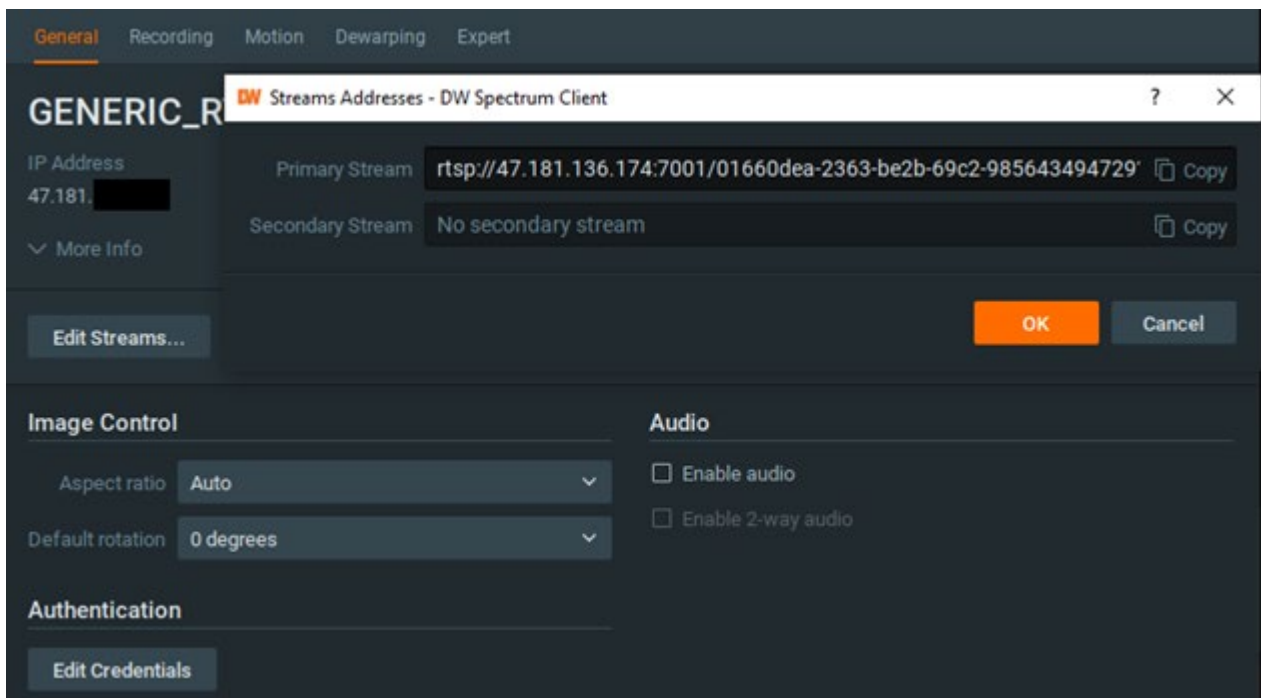 General Recording Motion Dewarping Expert
DW Streams Addresses - DW Spectrum Client ? ×
GENERIC_R
IP Address
47.181.
More Info
Primary Stream rtsp://47.181.136.174:7001/01660dea-2363-be2b-69c2-985643494729 Copy
Secondary Stream No secondary stream Copy
OK Cancel
Edit Streams...
Image Control
Aspect ratio Auto
Default rotation 0 degrees
Audio
Enable audio
Enable 2-way audio
Authentication
Edit Credentials